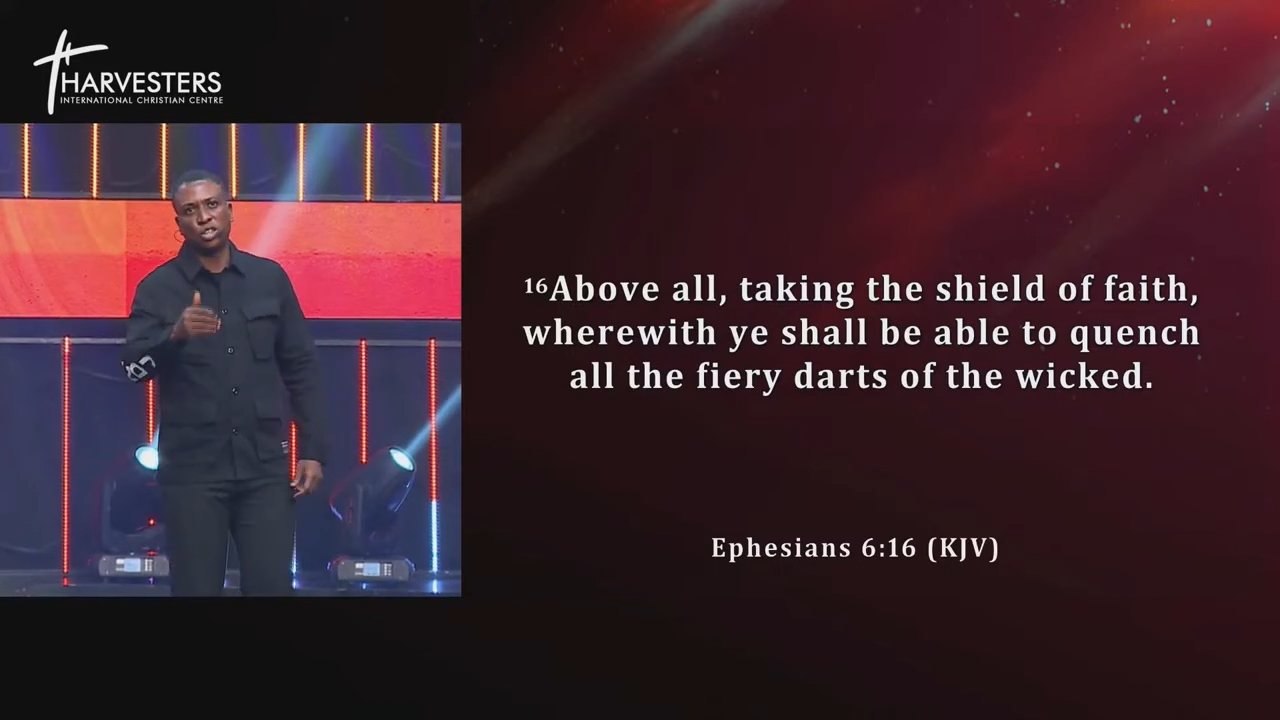 HARVESTERS
INTERNATIONAL CHRISTIAN CENTRE
16Above all, taking the shield of faith,
wherewith ye shall be able to quench
all the fiery darts of the wicked.
Ephesians 6:16 (KJV)